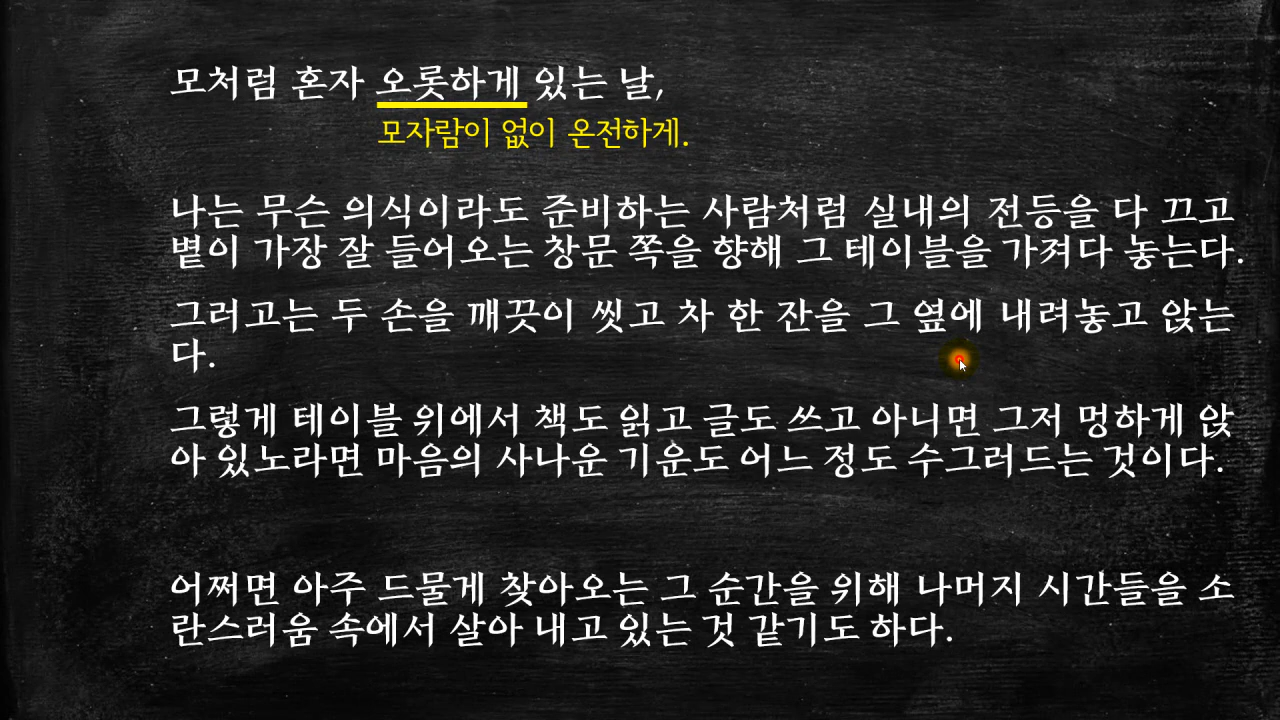 모처럼 혼자 오롯하게 있는 날,
모자람이 없이 온전하게.
나는 무슨 의식이라도 준비하는 사람처럼 실내의 전등을 다 끄고
볕이 가장 잘 들어오는 창문 쪽을 향해 그 테이블을 가져다 놓는다.
그러고는 두 손을 깨끗이 씻고 차 한 잔을 그 옆에 내려놓고 앉는
다.
그렇게 테이블 위에서 책도 읽고 글도 쓰고 아니면 그저 멍하게 앉
아 있노라면 마음의 사나운 기운도 어느 정도 수그러드는 것이다.
어쩌면 아주 드물게 찾아오는 그 순간을 위해 나머지 시간들을 소
란스러움 속에서 살아 내고 있는 것 같기도 하다.